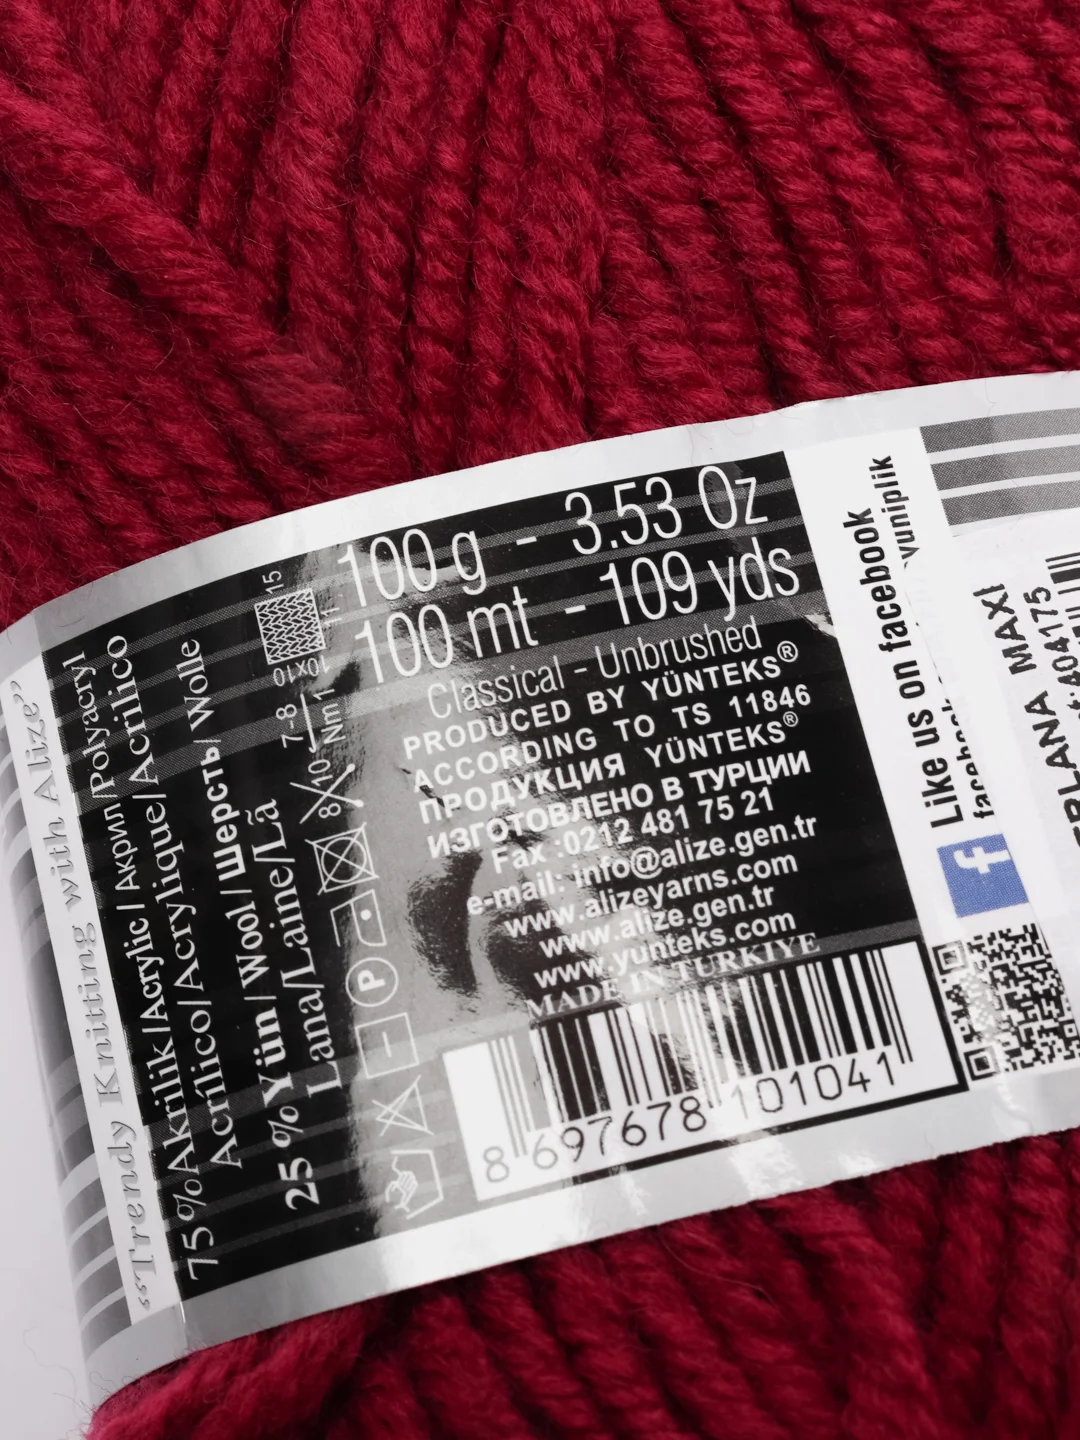 “Trendy Knitting with Alize”
75 % Akrilik / Acrylic / Акрил / Polyacryl
Acrílico / Acrylique / Acrilico
25 % Yün / Wool / Шерсть / Wolle
Lana/Laine/Lã
15
11
10x10
7-8
Nm 1
8/10
P
100 g - 3.53 Oz
100 mt - 109 yds
Classical - Unbrushed
PRODUCED BY YÜNTEKS®
ACCORDING TO TS 11846
ПРОДУКЦИЯ YÜNTEKS®
ИЗГОТОВЛЕНО В ТУРЦИИ
Fax :0212 481 75 21
e-mail: info@alize.gen.tr
www.alizeyarns.com
www.alize.gen.tr
www.yunteks.com
MADE IN TURKIYE
8 697678 101041
Like us on facebook
yuniplik
f
MAXI
404175